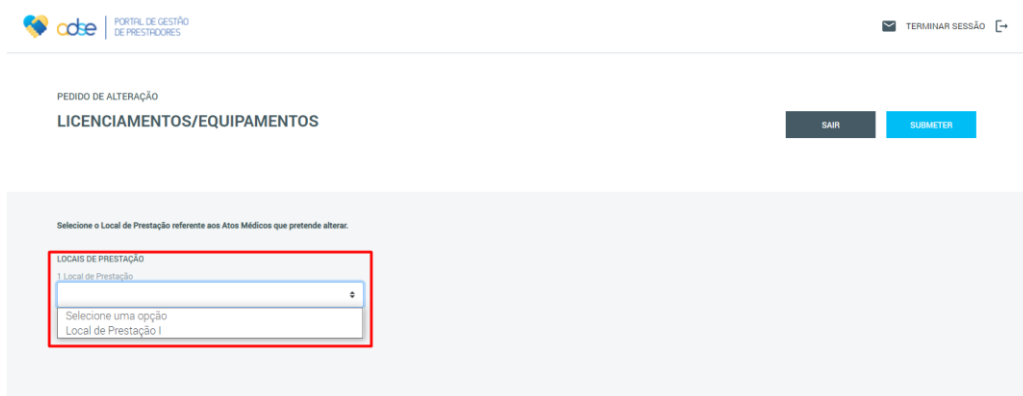 adse
PORTAL DE GESTÃO
DE PRESTADORES
TERMINAR SESSÃO
PEDIDO DE ALTERAÇÃO
LICENCIAMENTOS/EQUIPAMENTOS
SAIR
SUBMETER
Selecione o Local de Prestação referente aos Atos Médicos que pretende alterar.
LOCAIS DE PRESTAÇÃO
1 Local de Prestação
Selecione uma opção
Local de Prestação I